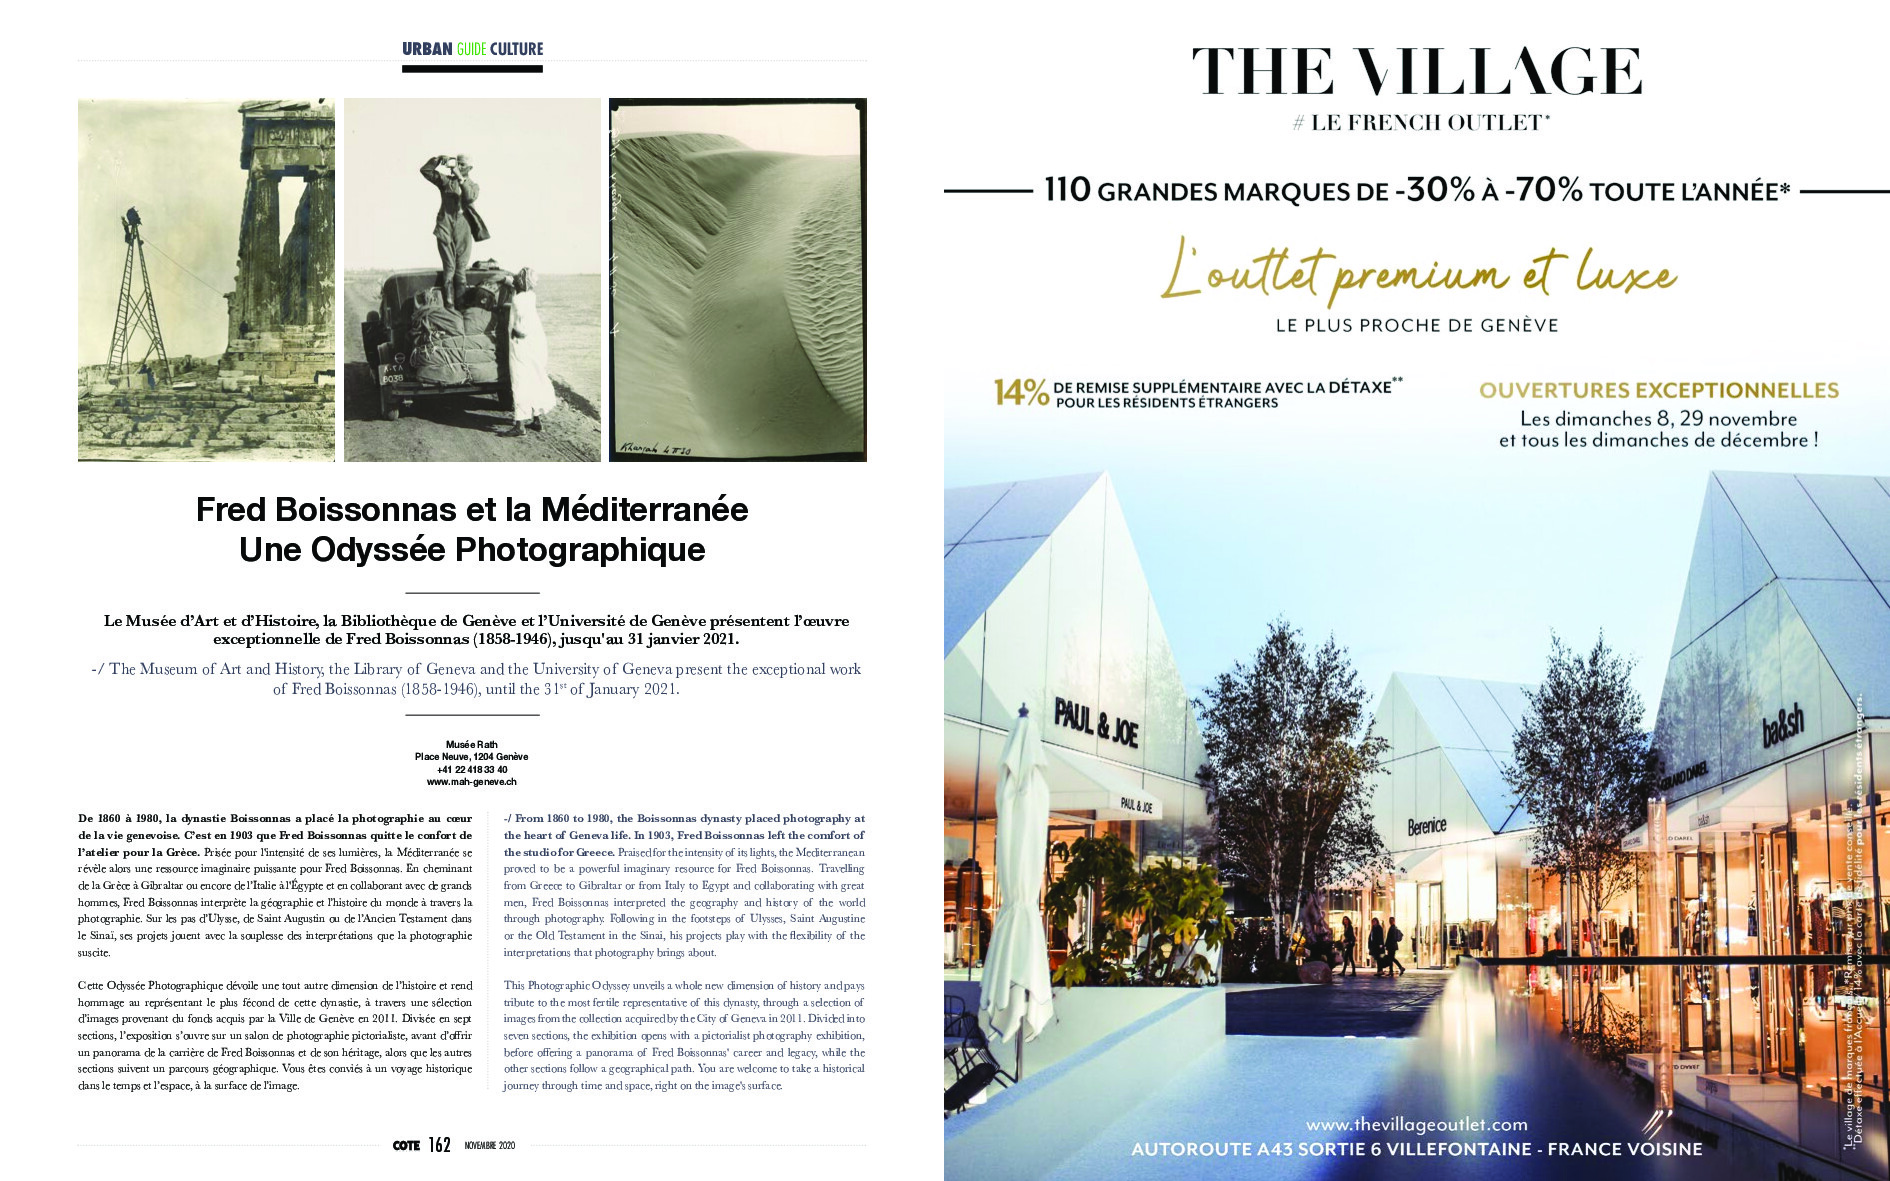 URBAN GUIDE CULTURE
8038
Kharrah 4 II 30
Fred Boissonnas et la Méditerranée
Une Odyssée Photographique
Le Musée d'Art et d'Histoire, la Bibliothèque de Genève et l'Université de Genève présentent l'œuvre
exceptionnelle de Fred Boissonnas (1858-1946), jusqu'au 31 janvier 2021.
-/ The Museum of Art and History, the Library of Geneva and the University of Geneva present the exceptional work
of Fred Boissonnas (1858-1946), until the 31st of January 2021.
Musée Rath
Place Neuve, 1204 Genève
+41 22 418 33 40
www.mah-geneve.ch
De 1860 à 1980, la dynastie Boissonnas a placé la photographie au cœur
de la vie genevoise. C'est en 1903 que Fred Boissonnas quitte le confort de
l'atelier pour la Grèce. Prisée pour l'intensité de ses lumières, la Méditerranée se
révèle alors une ressource imaginaire puissante pour Fred Boissonnas. En cheminant
de la Grèce à Gibraltar ou encore de l'Italie à l'Égypte et en collaborant avec de grands
hommes, Fred Boissonnas interprète la géographie et l'histoire du monde à travers la
photographie. Sur les pas d'Ulysse, de Saint Augustin ou de l'Ancien Testament dans
le Sinaï, ses projets jouent avec la souplesse des interprétations que la photographie
suscite.
Cette Odyssée Photographique dévoile une tout autre dimension de l'histoire et rend
hommage au représentant le plus fécond de cette dynastie, à travers une sélection
d'images provenant du fonds acquis par la Ville de Genève en 2011. Divisée en sept
sections, l'exposition s'ouvre sur un salon de photographie pictorialiste, avant d'offrir
un panorama de la carrière de Fred Boissonnas et de son héritage, alors que les autres
sections suivent un parcours géographique. Vous êtes conviés à un voyage historique
dans le temps et l'espace, à la surface de l'image.
-/ From 1860 to 1980, the Boissonnas dynasty placed photography at
the heart of Geneva life. In 1903, Fred Boissonnas left the comfort of
the studio for Greece. Praised for the intensity of its lights, the Mediterranean
proved to be a powerful imaginary resource for Fred Boissonnas. Travelling
from Greece to Gibraltar or from Italy to Egypt and collaborating with great
men, Fred Boissonnas interpreted the geography and history of the world
through photography. Following in the footsteps of Ulysses, Saint Augustine
or the Old Testament in the Sinai, his projects play with the flexibility of the
interpretations that photography brings about.
This Photographic Odyssey unveils a whole new dimension of history and pays
tribute to the most fertile representative of this dynasty, through a selection of
images from the collection acquired by the City of Geneva in 2011. Divided into
seven sections, the exhibition opens with a pictorialist photography exhibition,
before offering a panorama of Fred Boissonnas' career and legacy, while the
other sections follow a geographical path. You are welcome to take a historical
journey through time and space, right on the image's surface.
COTE 162 NOVEMBRE 2020
THE VILLAGE
# LE FRENCH OUTLET*
110 GRANDES MARQUES DE -30% À -70% TOUTE L'ANNÉE*
L'outlet premium et luxe
LE PLUS PROCHE DE GENÈVE
14% DE REMISE SUPPLÉMENTAIRE AVEC LA DÉTAXE**
POUR LES RÉSIDENTS ÉTRANGERS
OUVERTURES EXCEPTIONNELLES
Les dimanches 8, 29 novembre
et tous les dimanches de décembre !
PAUL & JOE
PAUL & JOE
Berenice
GERARD DAREL
ba&sh
ba&sh
www.thevillageoutlet.com
AUTOROUTE A43 SORTIE 6 VILLEFONTAINE - FRANCE VOISINE